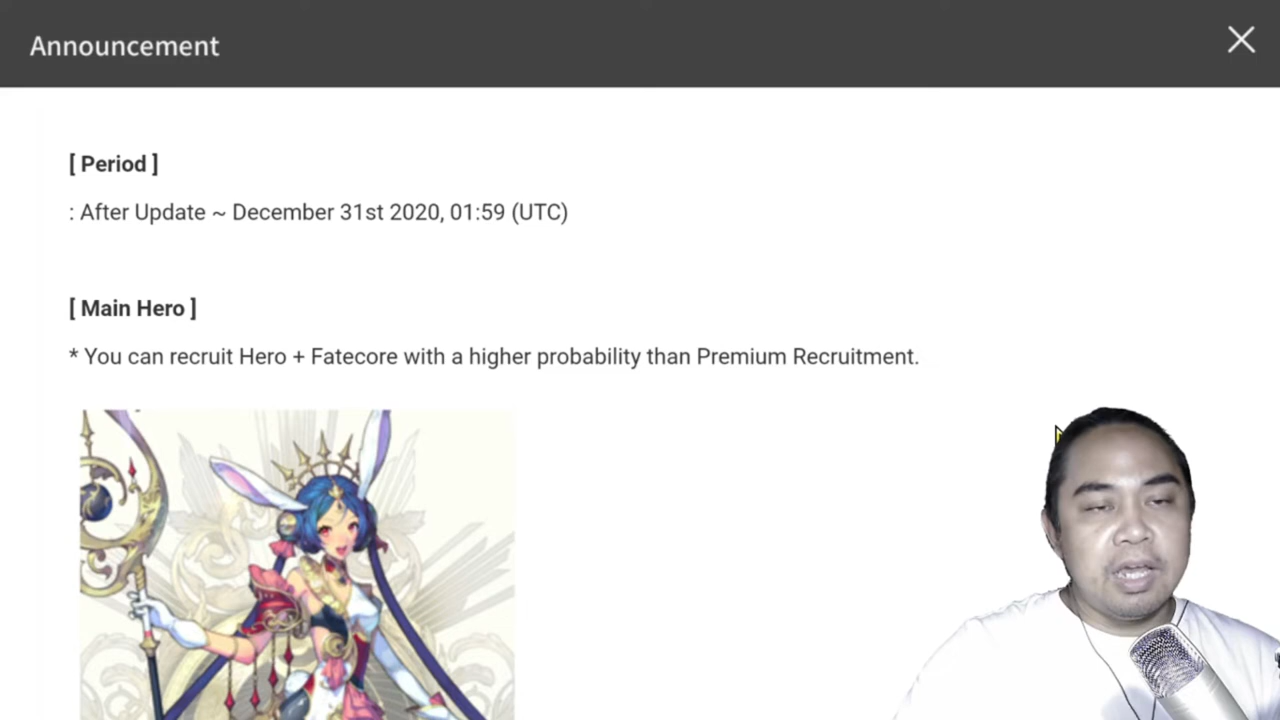 Announcement
[ Period ]
: After Update ~ December 31st 2020, 01:59 (UTC)
[ Main Hero ]
* You can recruit Hero + Fatecore with a higher probability than Premium Recruitment.